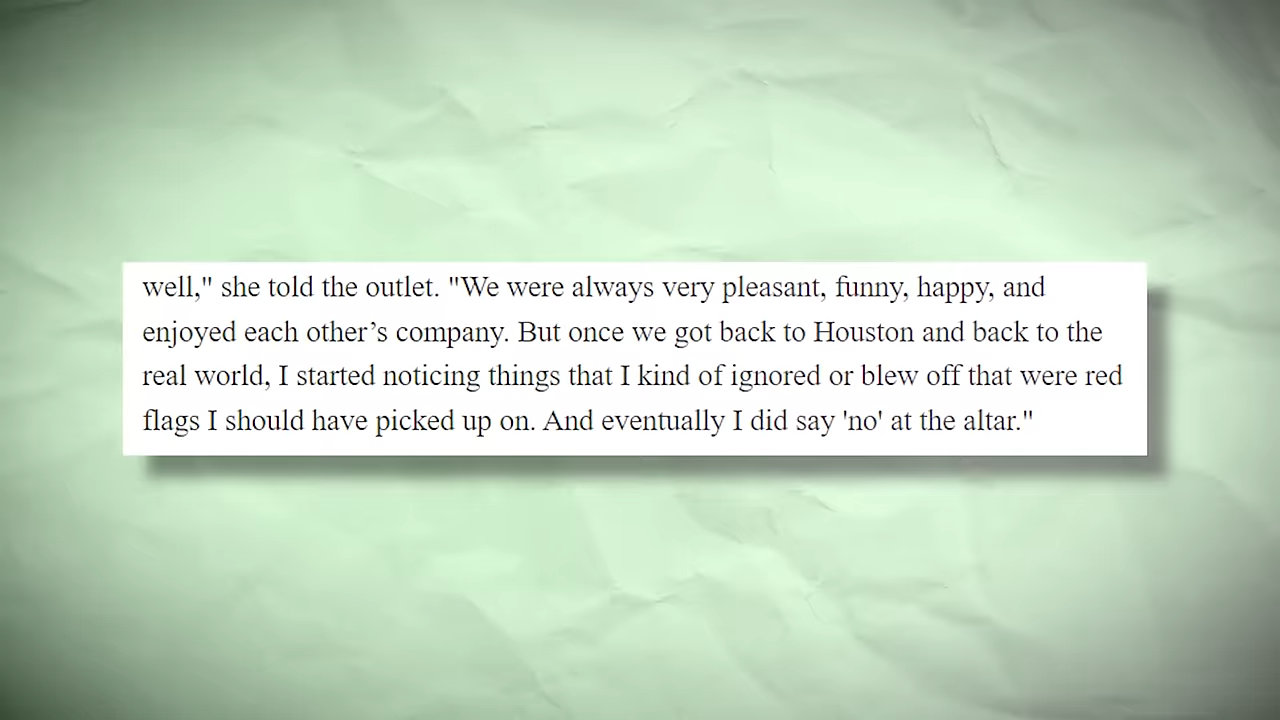 well," she told the outlet. "We were always very pleasant, funny, happy, and
enjoyed each other’s company. But once we got back to Houston and back to the
real world, I started noticing things that I kind of ignored or blew off that were red
flags I should have picked up on. And eventually I did say 'no' at the altar."